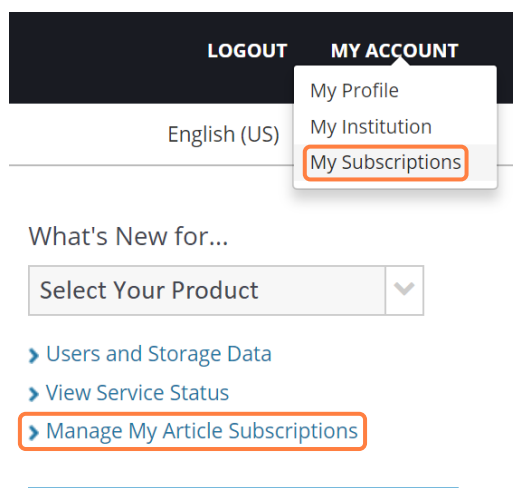 LOGOUT MY ACCOUNT
My Profile
English (US)
My Institution
My Subscriptions
What's New for...
Select Your Product
Users and Storage Data
View Service Status
Manage My Article Subscriptions